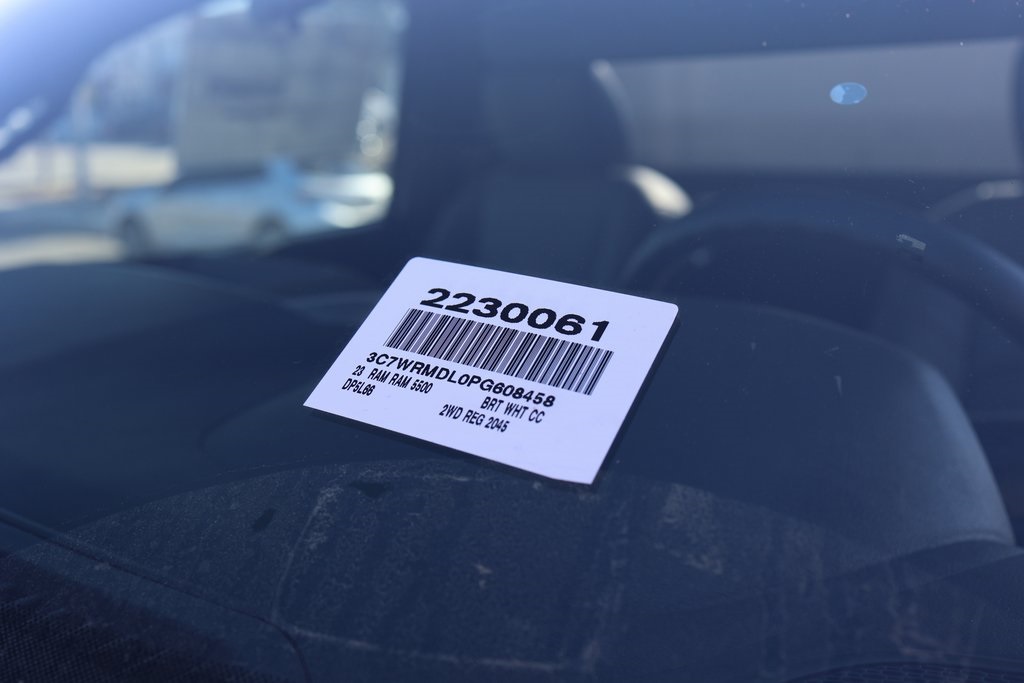 2230061
3C7WRMDL0PG608458
23 RAM RAM 5500
BRT WHT CC
DP5L66
2WD REG 2045